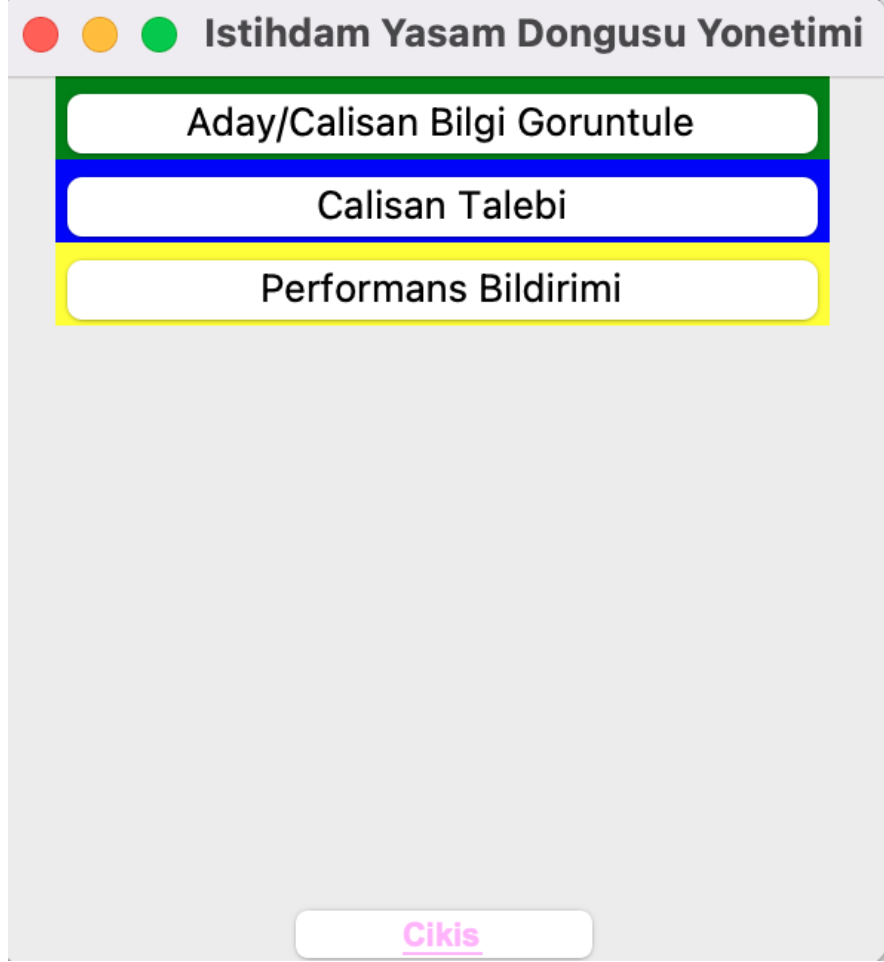 Istihdam Yasam Dongusu Yonetimi
Aday/Calisan Bilgi Goruntule
Calisan Talebi
Performans Bildirimi
Cikis